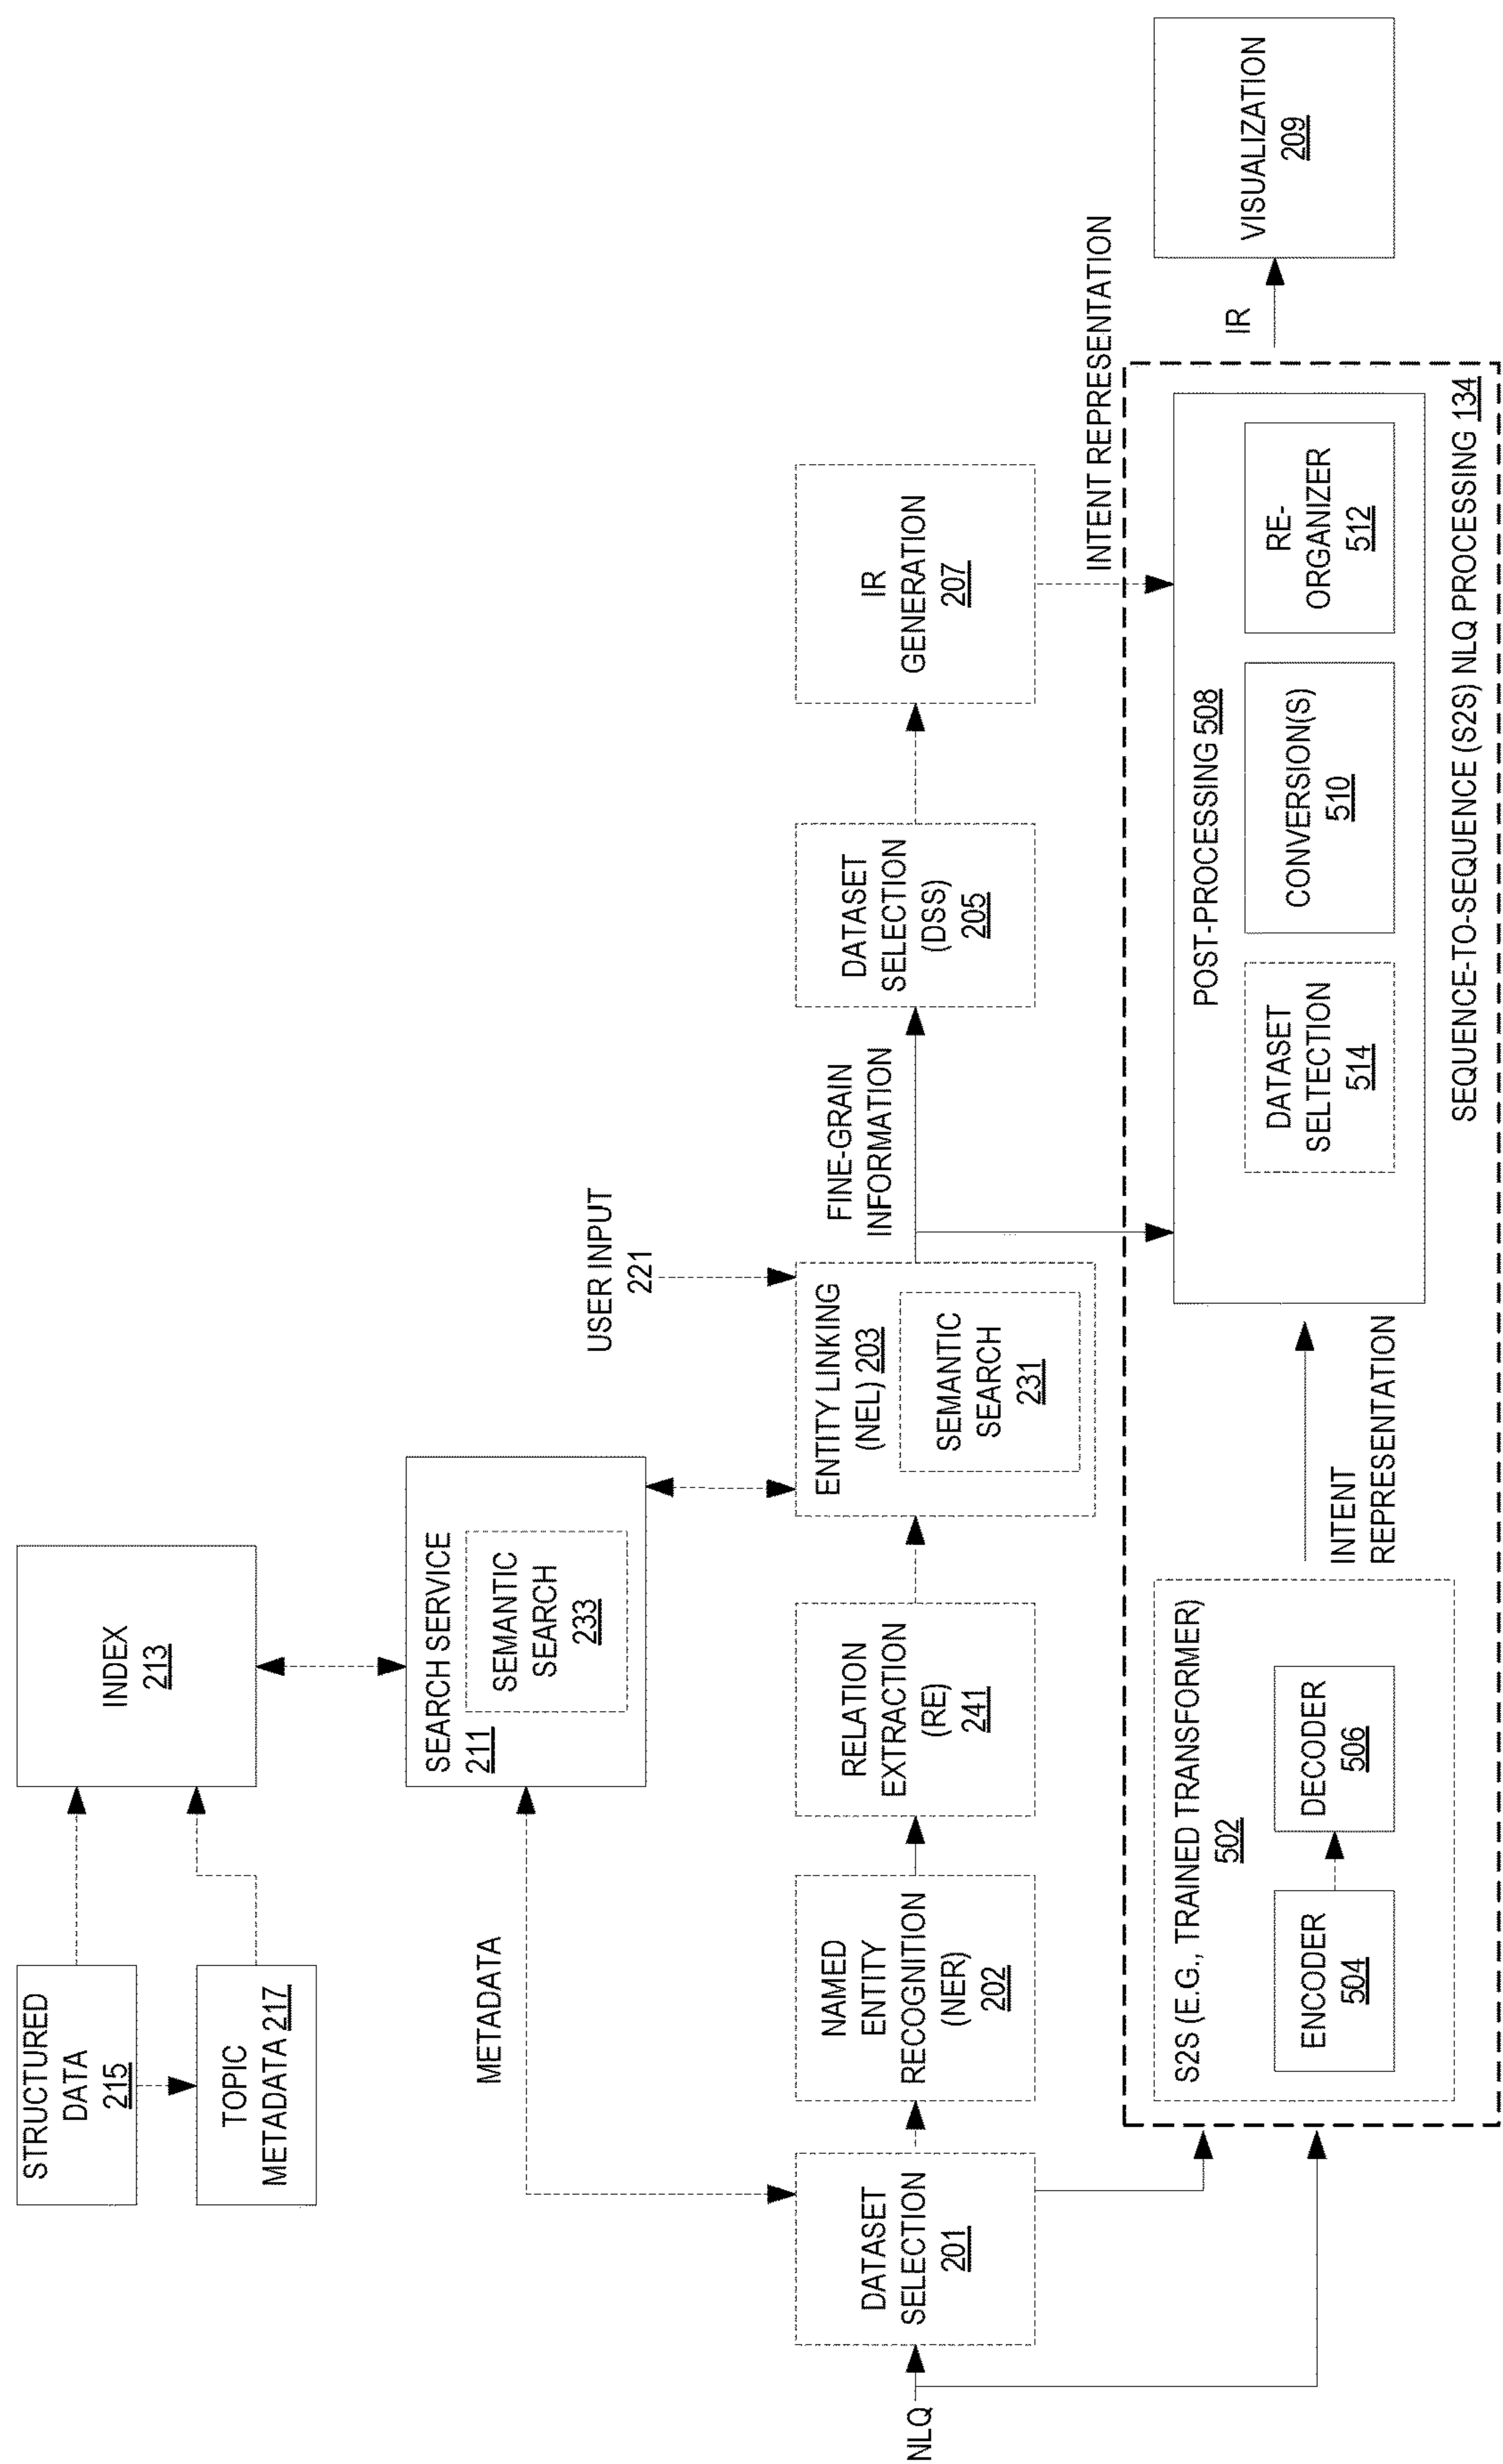 STRUCTURED
DATA
215
TOPIC
METADATA 217
INDEX
213
METADATA
SEARCH SERVICE
211
SEMANTIC
SEARCH
233
USER INPUT
221
NLQ
DATASET
SELECTION
201
NAMED
ENTITY
RECOGNITION
(NER)
202
RELATION
EXTRACTION
(RE)
241
ENTITY LINKING
(NEL) 203
SEMANTIC
SEARCH
231
FINE-GRAIN
INFORMATION
DATASET
SELECTION
(DSS)
205
IR
GENERATION
207
INTENT REPRESENTATION
S2S (E.G., TRAINED TRANSFORMER)
502
ENCODER
504
DECODER
506
INTENT
REPRESENTATION
POST-PROCESSING 508
DATASET
SELTECTION
514
CONVERSION(S)
510
RE-
ORGANIZER
512
SEQUENCE-TO-SEQUENCE (S2S) NLQ PROCESSING 134
IR
VISUALIZATION
209